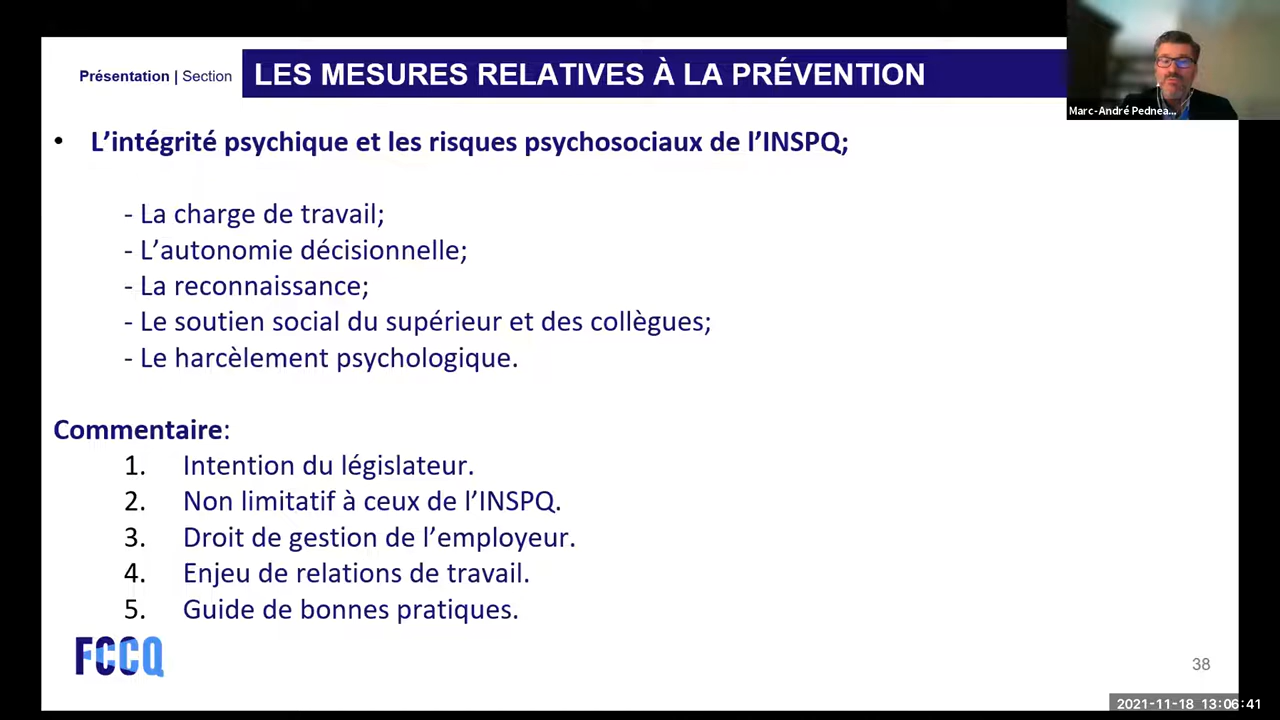 Présentation | Section
LES MESURES RELATIVES À LA PRÉVENTION
Marc-André Pednea...
• L’intégrité psychique et les risques psychosociaux de l’INSPQ;
- La charge de travail;
- L’autonomie décisionnelle;
- La reconnaissance;
- Le soutien social du supérieur et des collègues;
- Le harcèlement psychologique.
Commentaire:
1. Intention du législateur.
2. Non limitatif à ceux de l’INSPQ.
3. Droit de gestion de l’employeur.
4. Enjeu de relations de travail.
5. Guide de bonnes pratiques.
FCCQ
38
2021-11-18 13:06:41